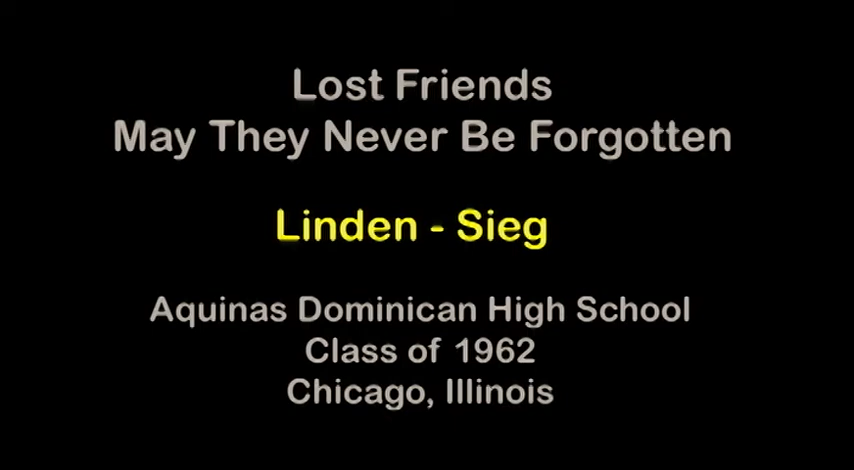 Lost Friends
May They Never Be Forgotten
Linden - Sieg
Aquinas Dominican High School
Class of 1962
Chicago, Illinois